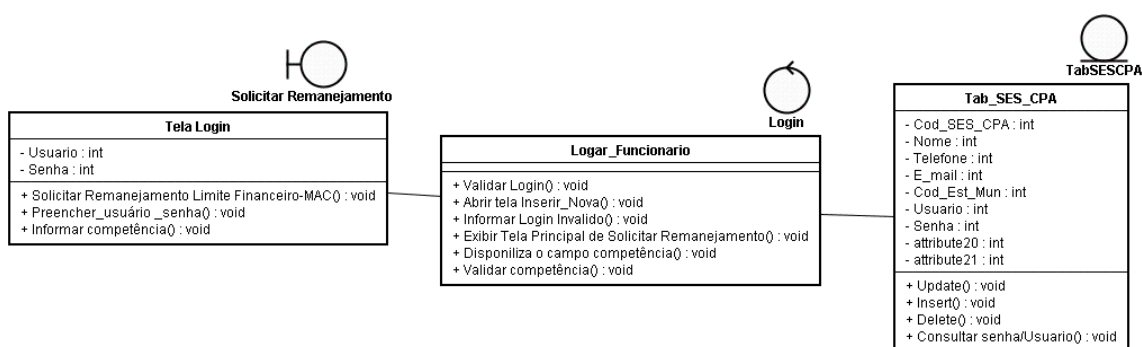 Solicitar Remanejamento
Tela Login
- Usuario : int
- Senha : int
+ Solicitar Remanejamento Limite Financeiro-MAC() : void
+ Preencher_usuário _senha() : void
+ Informar competência() : void
Login
Logar_Funcionario
+ Validar Login() : void
+ Abrir tela Inserir_Nova() : void
+ Informar Login Invalido() : void
+ Exibir Tela Principal de Solicitar Remanejamento() : void
+ Disponiliza o campo competência() : void
+ Validar competência() : void
TabSESCPA
Tab_SES_CPA
- Cod_SES_CPA : int
- Nome : int
- Telefone : int
- E_mail : int
- Cod_Est_Mun : int
- Usuario : int
- Senha : int
- attribute20 : int
- attribute21 : int
+ Update() : void
+ Insert() : void
+ Delete() : void
+ Consultar senha/Usuario() : void